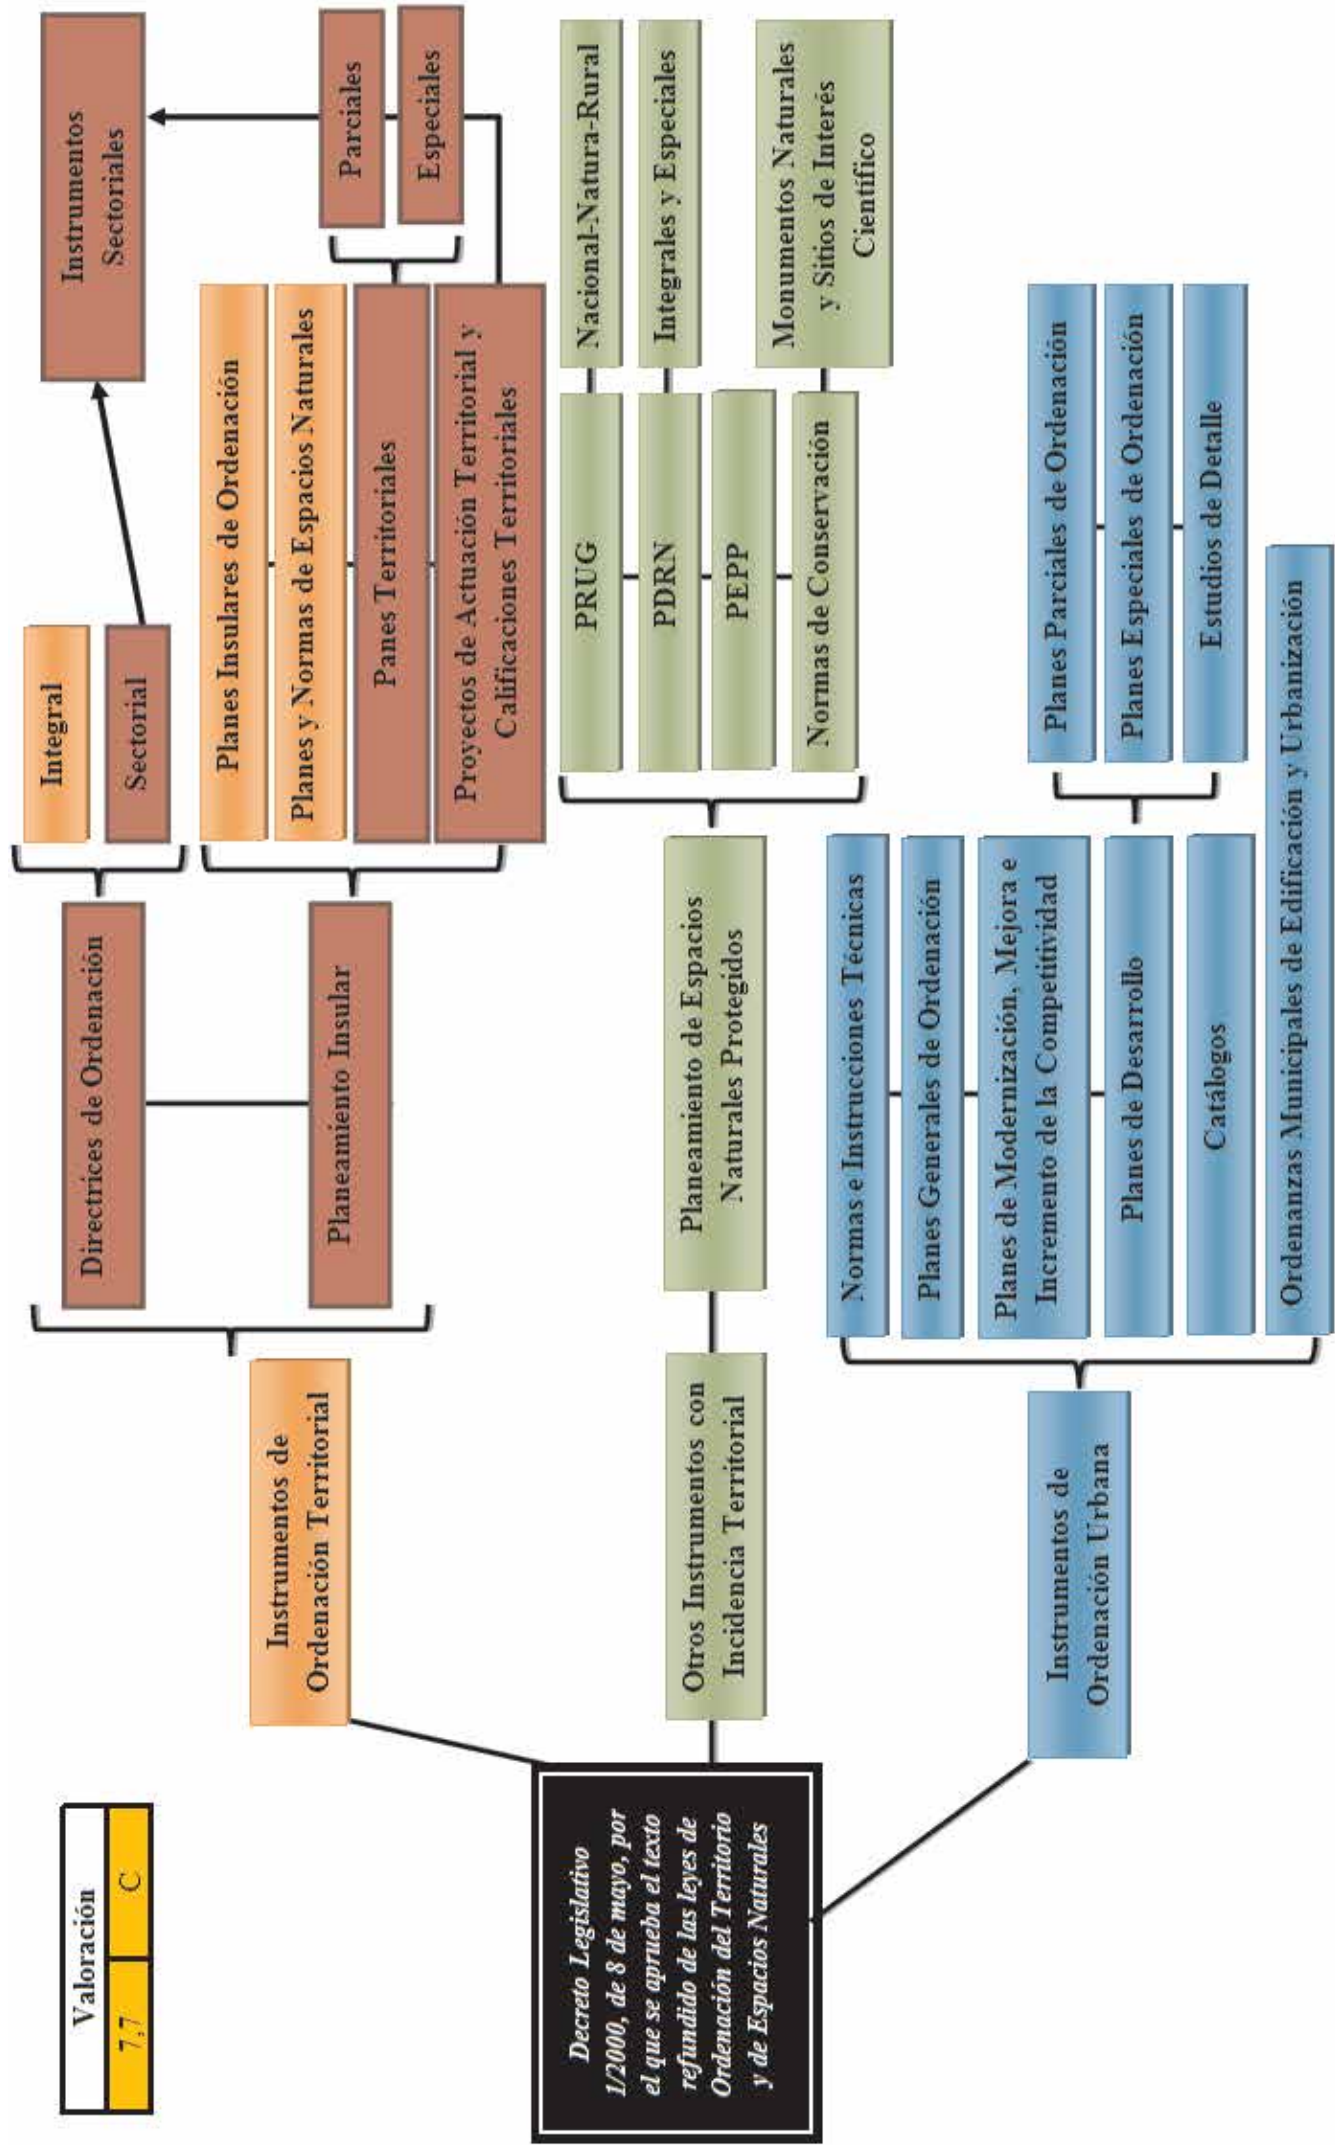 Valoración
7,7 C
Decreto Legislativo
1/2000, de 8 de mayo, por
el que se aprueba el texto
refundido de las leyes de
Ordenación del Territorio
y de Espacios Naturales
Instrumentos de
Ordenación Territorial
Directrices de Ordenación
Integral
Sectorial
Instrumentos
Sectoriales
Planeamiento Insular
Planes Insulares de Ordenación
Planes y Normas de Espacios Naturales
Panes Territoriales
Proyectos de Actuación Territorial y
Calificaciones Territoriales
Parciales
Especiales
Otros Instrumentos con
Incidencia Territorial
Planeamiento de Espacios
Naturales Protegidos
PRUG
Nacional-Natura-Rural
PDRN
Integrales y Especiales
PEPP
Normas de Conservación
Monumentos Naturales
y Sitios de Interés
Científico
Instrumentos de
Ordenación Urbana
Normas e Instrucciones Técnicas
Planes Generales de Ordenación
Planes de Modernización, Mejora e
Incremento de la Competitividad
Planes de Desarrollo
Planes Parciales de Ordenación
Planes Especiales de Ordenación
Estudios de Detalle
Catálogos
Ordenanzas Municipales de Edificación y Urbanización